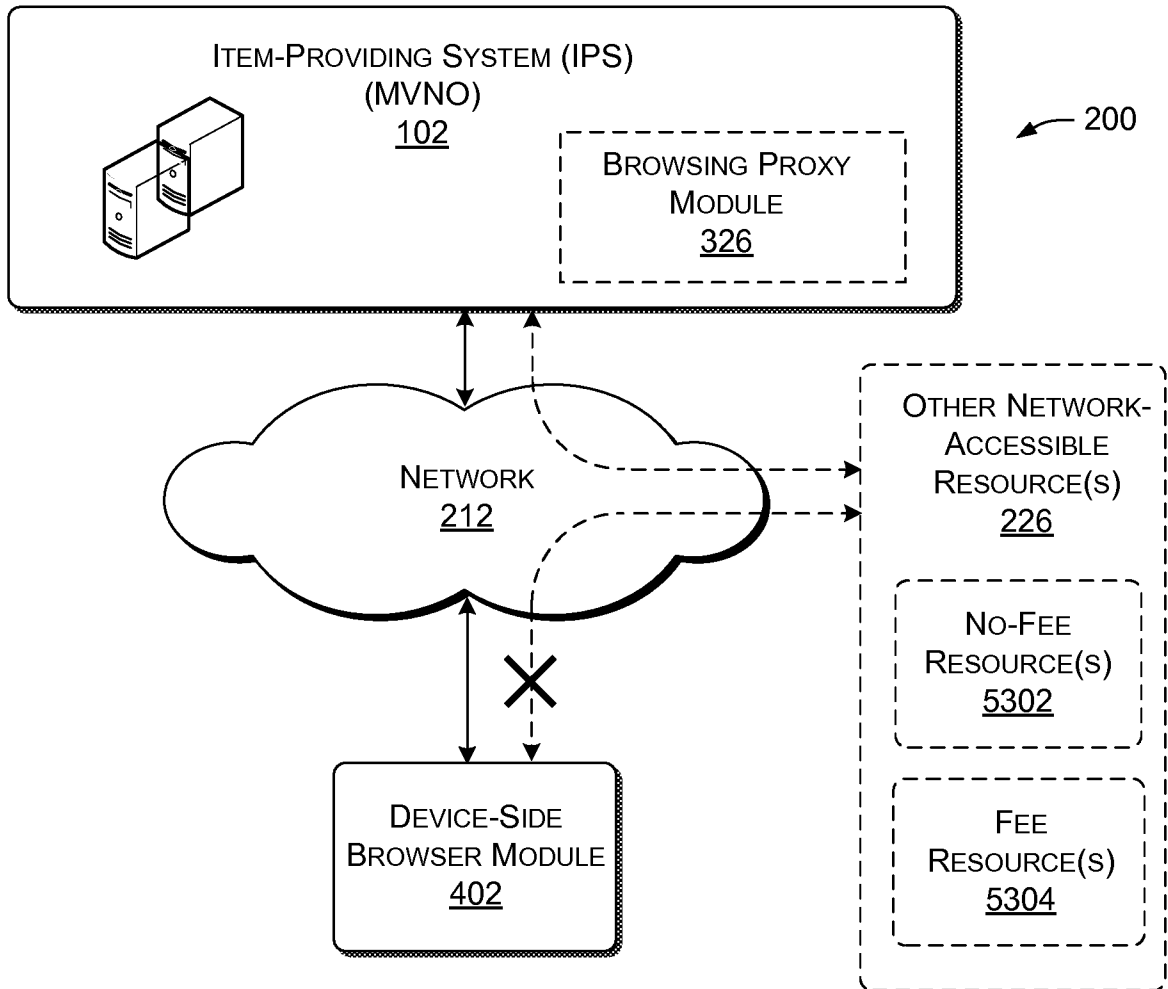 ITEM-PROVIDING SYSTEM (IPS)
(MVNO)
102
BROWSING PROXY
MODULE
326
200
OTHER NETWORK-
ACCESSIBLE
RESOURCE(S)
226
NETWORK
212
NO-FEE
RESOURCE(S)
5302
DEVICE-SIDE
BROWSER MODULE
402
FEE
RESOURCE(S)
5304